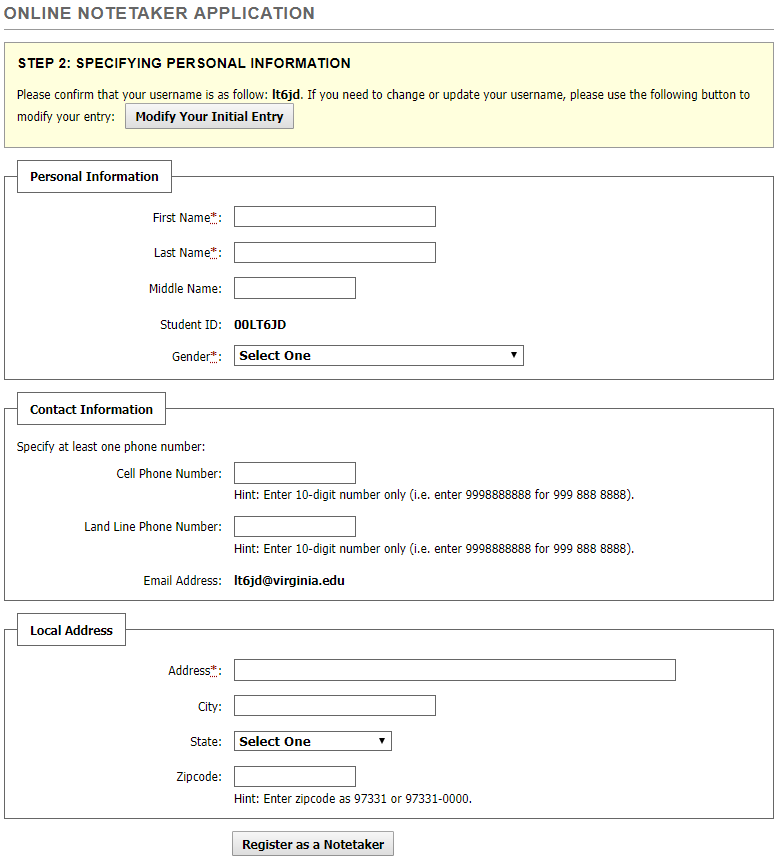 ONLINE NOTETAKER APPLICATION
STEP 2: SPECIFYING PERSONAL INFORMATION
Please confirm that your username is as follow: lt6jd. If you need to change or update your username, please use the following button to
modify your entry: Modify Your Initial Entry
Personal Information
First Name*:
Last Name*:
Middle Name:
Student ID: 00LT6JD
Gender*: Select One
Contact Information
Specify at least one phone number:
Cell Phone Number:
Hint: Enter 10-digit number only (i.e. enter 9998888888 for 999 888 8888).
Land Line Phone Number:
Hint: Enter 10-digit number only (i.e. enter 9998888888 for 999 888 8888).
Email Address: lt6jd@virginia.edu
Local Address
Address*:
City:
State: Select One
Zipcode:
Hint: Enter zipcode as 97331 or 97331-0000.
Register as a Notetaker